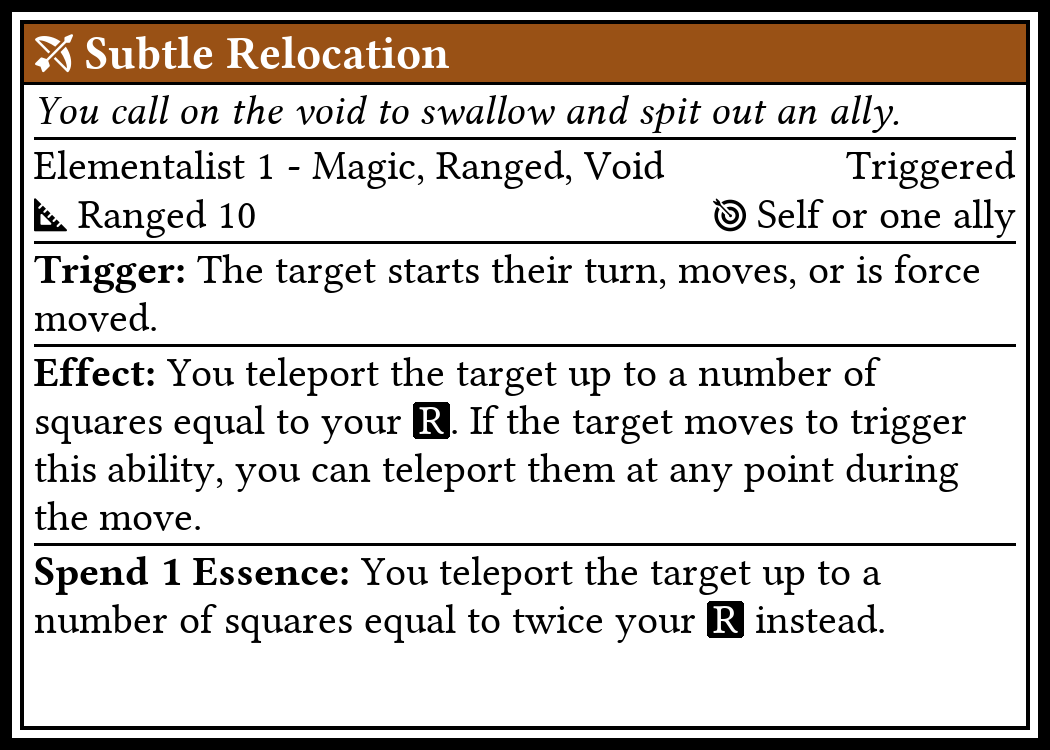 Subtle Relocation
You call on the void to swallow and spit out an ally.
Elementalist 1 - Magic, Ranged, Void Triggered
Ranged 10 Self or one ally
Trigger: The target starts their turn, moves, or is force
moved.
Effect: You teleport the target up to a number of
squares equal to your R. If the target moves to trigger
this ability, you can teleport them at any point during
the move.
Spend 1 Essence: You teleport the target up to a
number of squares equal to twice your R instead.